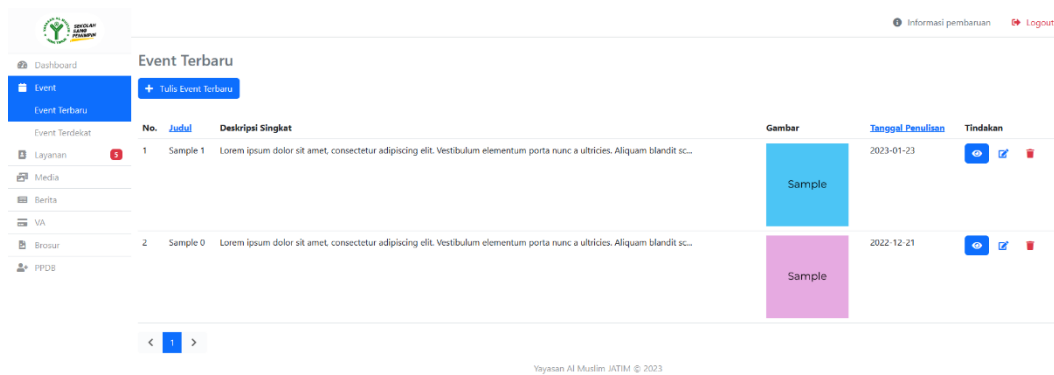 SEKOLAH
SANG
PEMIMPIN
Informasi pembaruan
Logout
Dashboard
Event
Event Terbaru
Event Terdekat
Layanan 5
Media
Berita
VA
Brosur
PPDB
Event Terbaru
+ Tulis Event Terbaru
No. Judul Deskripsi Singkat Gambar Tanggal Penulisan Tindakan
1 Sample 1 Lorem ipsum dolor sit amet, consectetur adipiscing elit. Vestibulum elementum porta nunc a ultricies. Aliquam blandit sc... 2023-01-23
Sample
2 Sample 0 Lorem ipsum dolor sit amet, consectetur adipiscing elit. Vestibulum elementum porta nunc a ultricies. Aliquam blandit sc... 2022-12-21
Sample
< 1 >
Yayasan Al Muslim JATIM © 2023